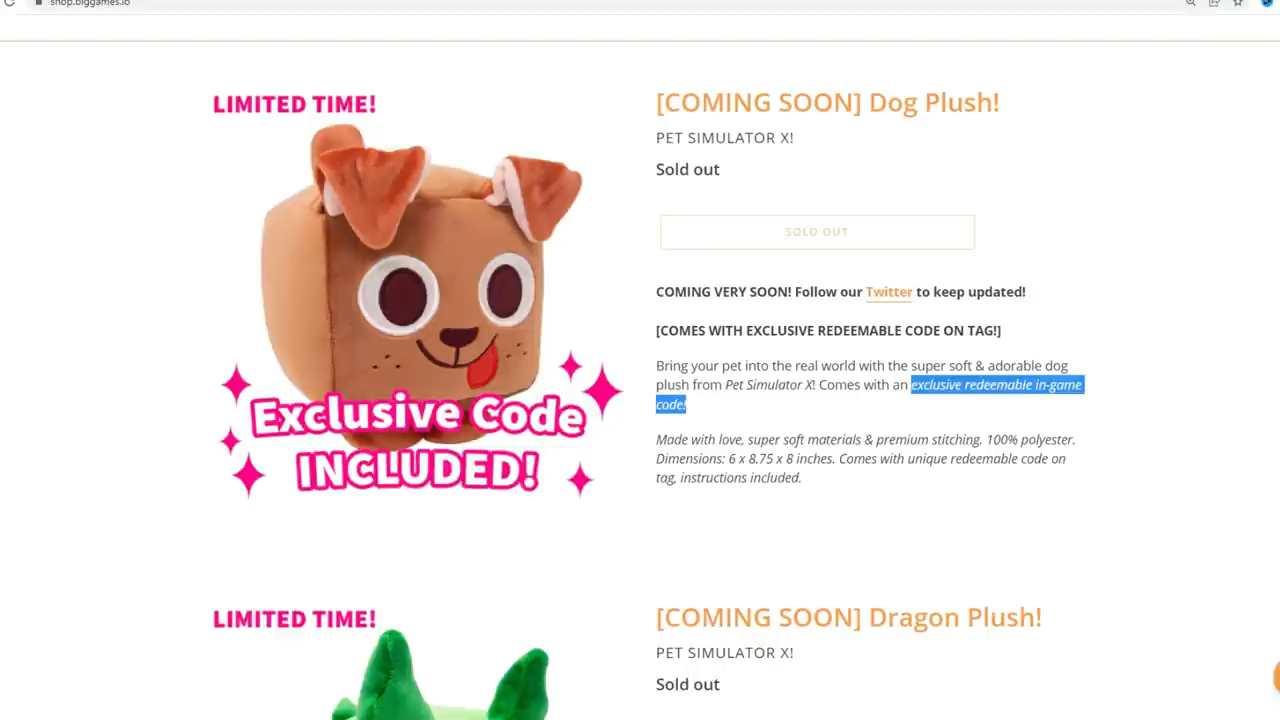 shop.biggames.io
LIMITED TIME!
[COMING SOON] Dog Plush!
PET SIMULATOR X!
Sold out
SOLD OUT
COMING VERY SOON! Follow our Twitter to keep updated!
[COMES WITH EXCLUSIVE REDEEMABLE CODE ON TAG!]
Bring your pet into the real world with the super soft & adorable dog
plush from Pet Simulator X! Comes with an exclusive redeemable in-game
code!
Made with love, super soft materials & premium stitching. 100% polyester.
Dimensions: 6 x 8.75 x 8 inches. Comes with unique redeemable code on
tag, instructions included.
Exclusive Code
INCLUDED!
LIMITED TIME!
[COMING SOON] Dragon Plush!
PET SIMULATOR X!
Sold out